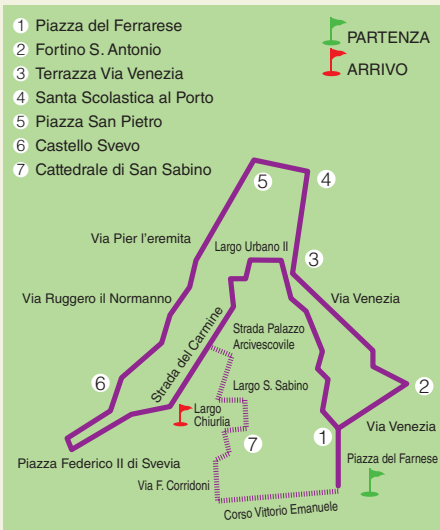 1 Piazza del Ferrarese
2 Fortino S. Antonio
3 Terrazza Via Venezia
4 Santa Scolastica al Porto
5 Piazza San Pietro
6 Castello Svevo
7 Cattedrale di San Sabino
PARTENZA
ARRIVO
5
4
Via Pier l'eremita
Largo Urbano II
3
Via Ruggero il Normanno
Via Venezia
Strada del Carmine
Strada Palazzo
Arcivescovile
6
Largo S. Sabino
2
Largo
Chiurlia
7
1
Via Venezia
Piazza Federico II di Svevia
Piazza del Farnese
Via F. Corridoni
Corso Vittorio Emanuele